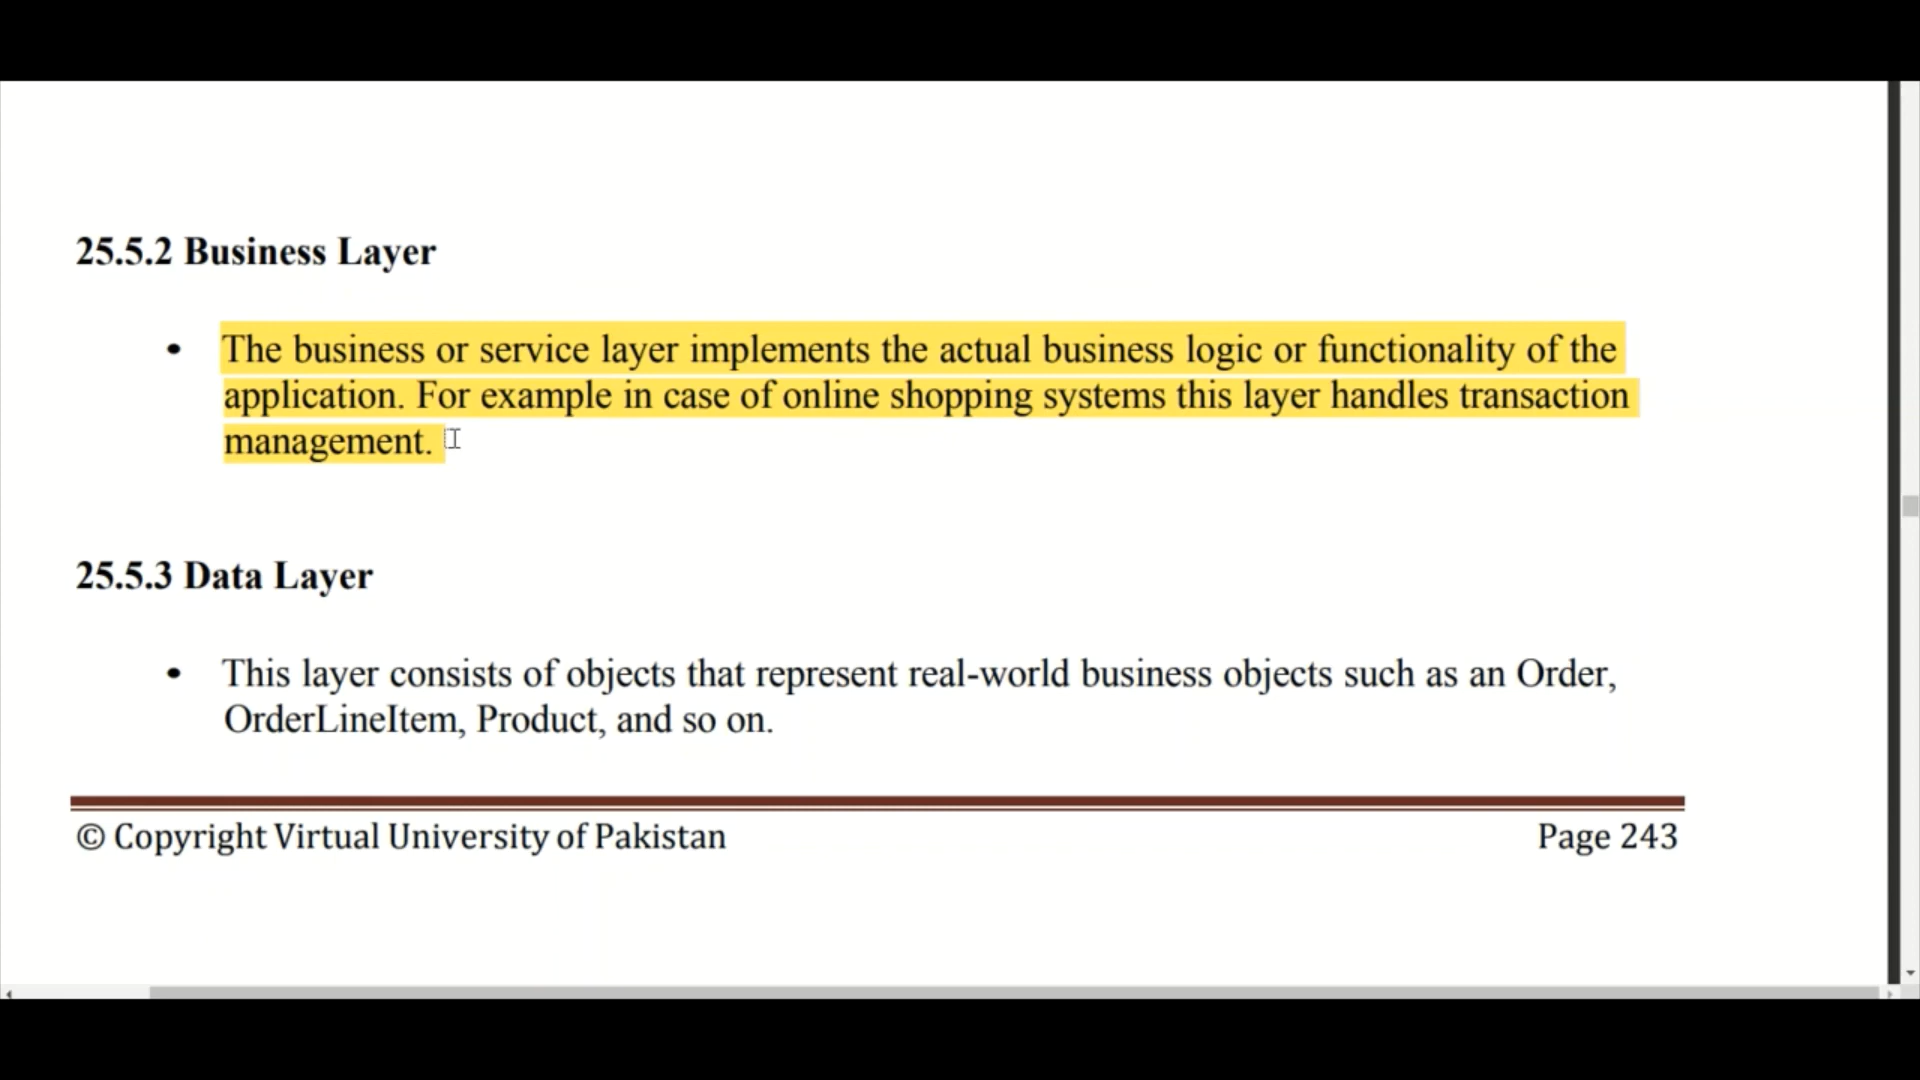 25.5.2 Business Layer
• The business or service layer implements the actual business logic or functionality of the
application. For example in case of online shopping systems this layer handles transaction
management.
25.5.3 Data Layer
• This layer consists of objects that represent real-world business objects such as an Order,
OrderLineItem, Product, and so on.
© Copyright Virtual University of Pakistan Page 243